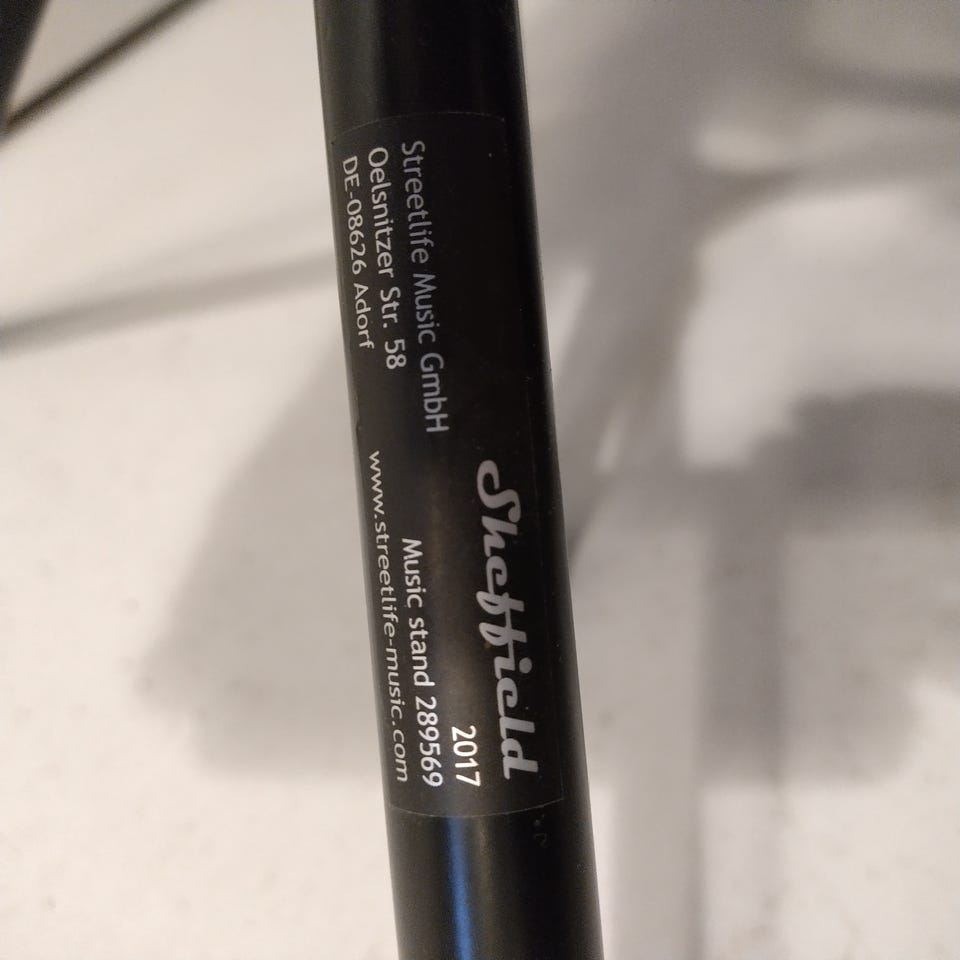 Sheffield
2017
Music stand 289569
www.streetlife-music.com
Streetlife Music GmbH
Oelsnitzer Str. 58
DE-08626 Adorf